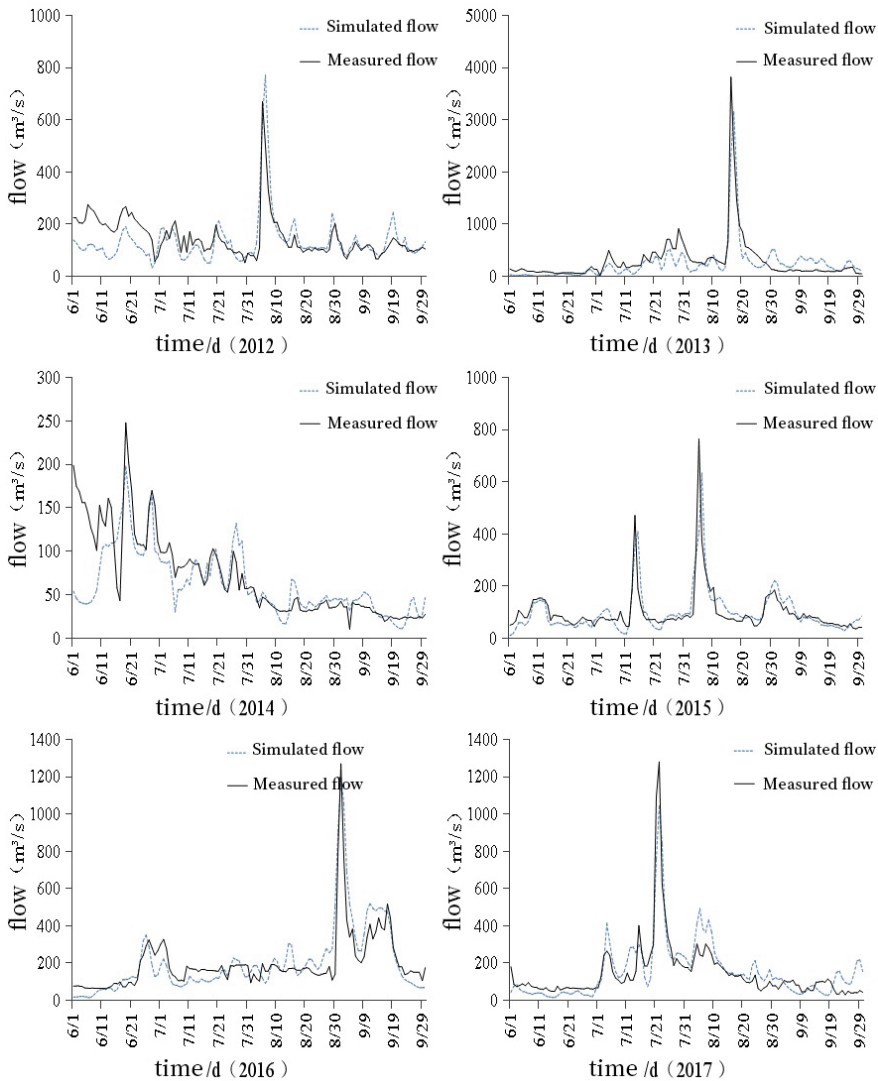 1000
800
600
400
200
0
flow（m³/s）
Simulated flow
Measured flow
6/1 6/11 6/21 7/1 7/11 7/21 7/31 8/10 8/20 8/30 9/9 9/19 9/29
time/d（2012）
5000
4000
3000
2000
1000
0
flow（m³/s）
Simulated flow
Measured flow
6/1 6/11 6/21 7/1 7/11 7/21 7/31 8/10 8/20 8/30 9/9 9/19 9/29
time/d（2013）
300
250
200
150
100
50
0
flow（m³/s）
Simulated flow
Measured flow
6/1 6/11 6/21 7/1 7/11 7/21 7/31 8/10 8/20 8/30 9/9 9/19 9/29
time/d（2014）
1000
800
600
400
200
0
flow（m³/s）
Simulated flow
Measured flow
6/1 6/11 6/21 7/1 7/11 7/21 7/31 8/10 8/20 8/30 9/9 9/19 9/29
time/d（2015）
1400
1200
1000
800
600
400
200
0
flow（m³/s）
Simulated flow
Measured flow
6/1 6/11 6/21 7/1 7/11 7/21 7/31 8/10 8/20 8/30 9/9 9/19 9/29
time/d（2016）
1400
1200
1000
800
600
400
200
0
flow（m³/s）
Simulated flow
Measured flow
6/1 6/11 6/21 7/1 7/11 7/21 7/31 8/10 8/20 8/30 9/9 9/19 9/29
time /d（2017）